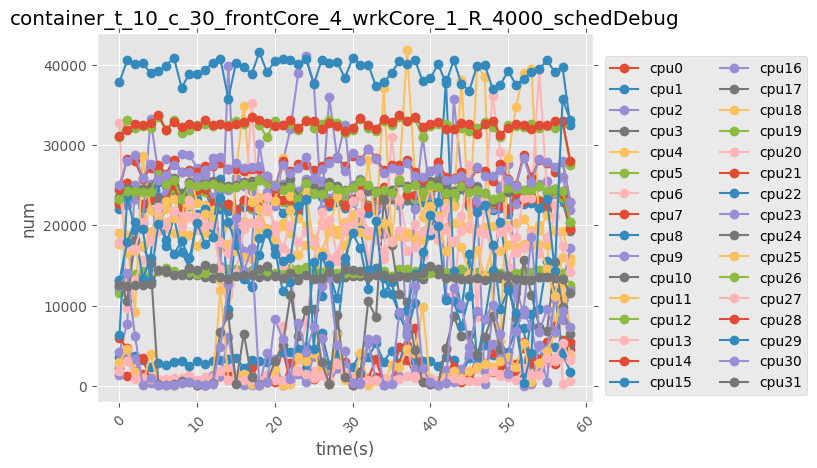 container_t_10_c_30_frontCore_4_wrkCore_1_R_4000_schedDebug
num
40000
30000
20000
10000
0
0
10
20
30
40
50
60
time(s)
cpu0
cpu1
cpu2
cpu3
cpu4
cpu5
cpu6
cpu7
cpu8
cpu9
cpu10
cpu11
cpu12
cpu13
cpu14
cpu15
cpu16
cpu17
cpu18
cpu19
cpu20
cpu21
cpu22
cpu23
cpu24
cpu25
cpu26
cpu27
cpu28
cpu29
cpu30
cpu31